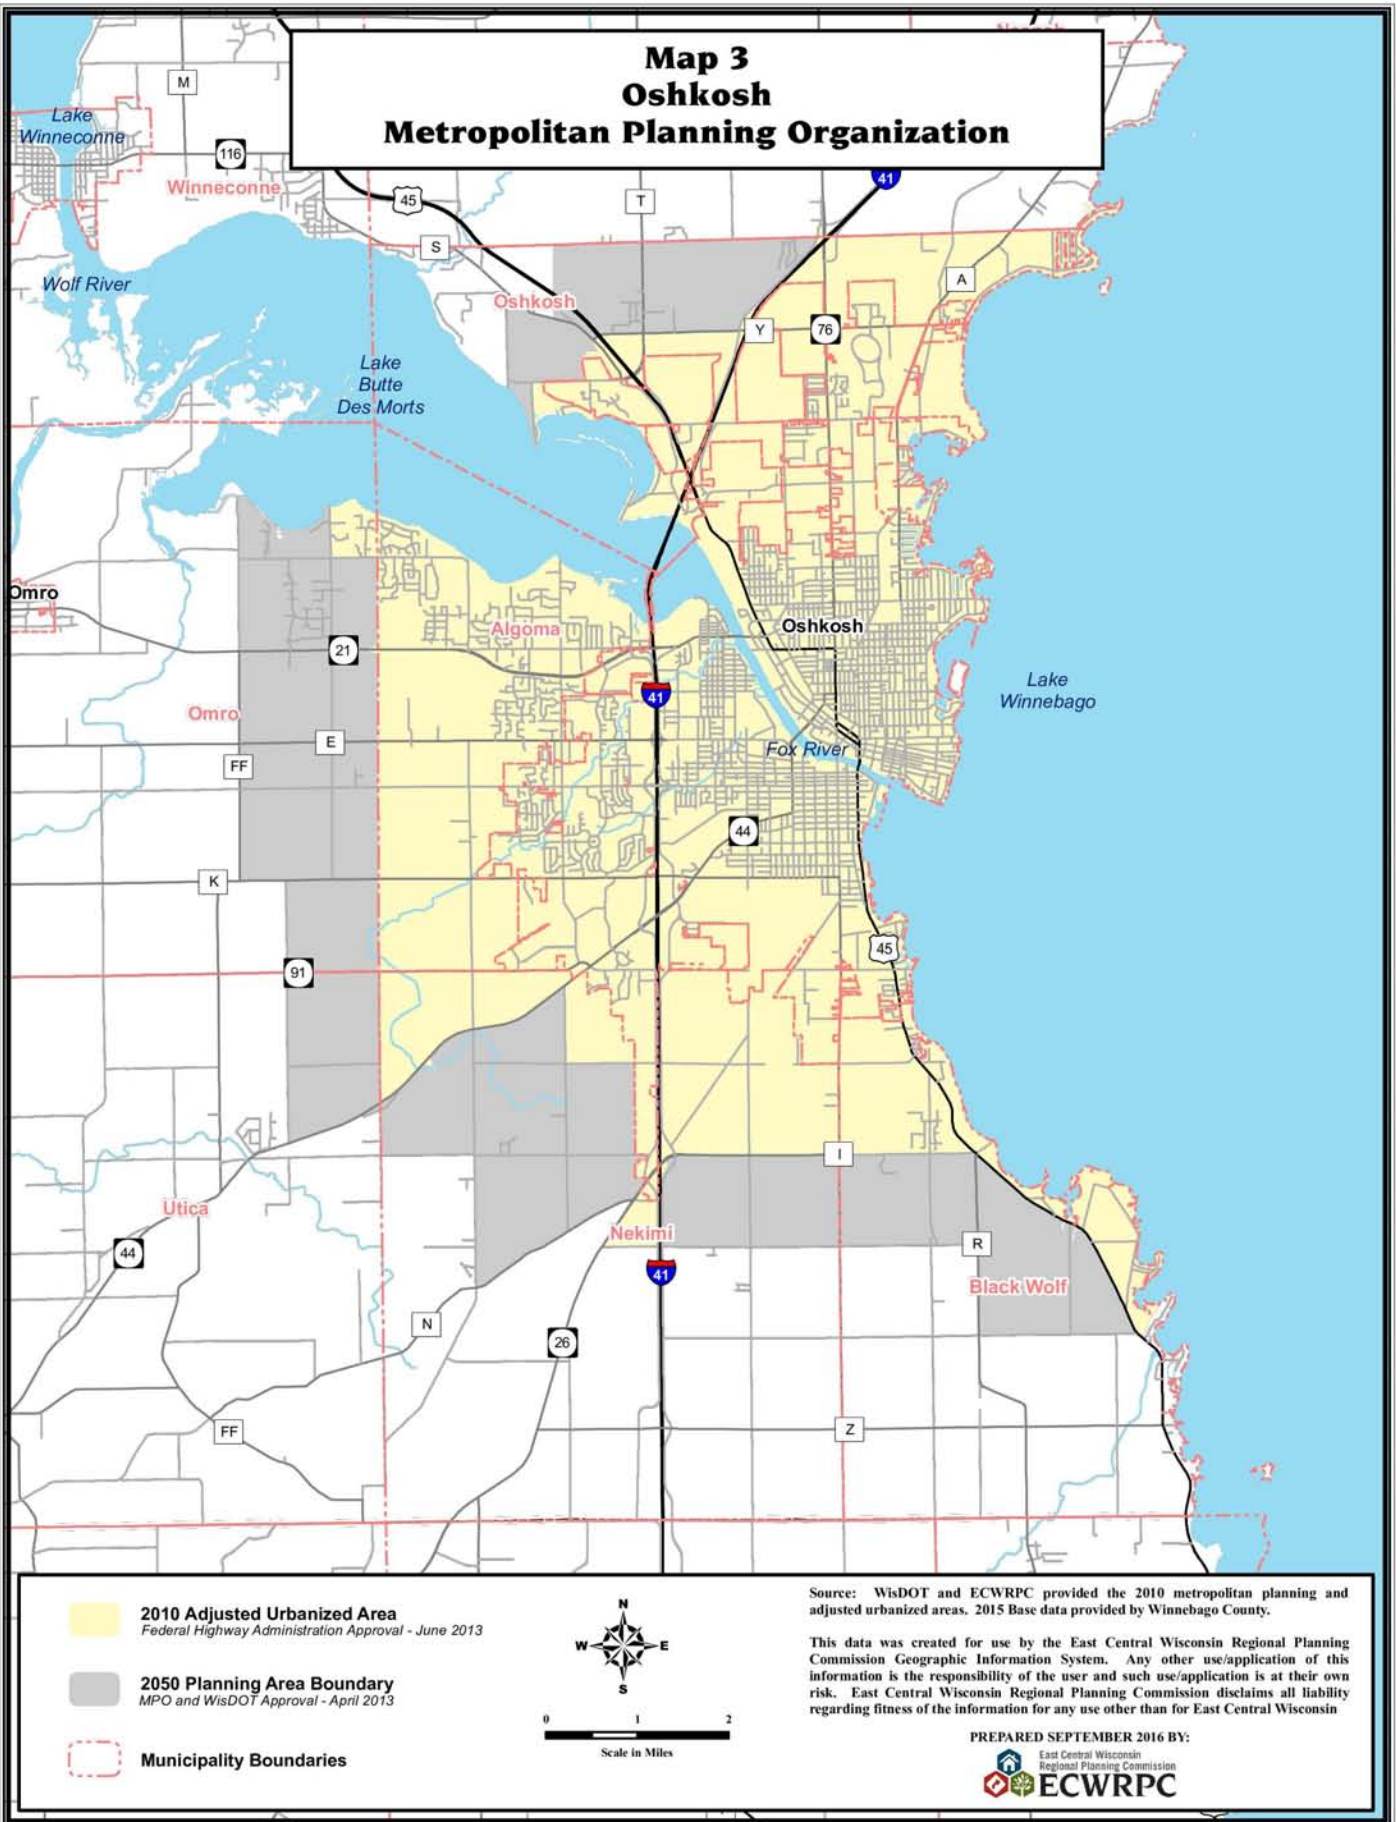 Map 3
Oshkosh
Metropolitan Planning Organization
M
Lake
Winneconne
116
Winneconne
45
T
41
S
A
Wolf River
Oshkosh
Y
76
Lake
Butte
Des Morts
Omro
Algoma
Oshkosh
21
41
Lake
Winnebago
Omro
E
FF
Fox River
44
K
45
91
I
Utica
Nekimi
44
R
41
Black Wolf
N
26
FF
Z
2010 Adjusted Urbanized Area
Federal Highway Administration Approval - June 2013
2050 Planning Area Boundary
MPO and WisDOT Approval - April 2013
Municipality Boundaries
N
W E
S
0 1 2
Scale in Miles
Source: WisDOT and ECWRPC provided the 2010 metropolitan planning and
adjusted urbanized areas. 2015 Base data provided by Winnebago County.
This data was created for use by the East Central Wisconsin Regional Planning
Commission Geographic Information System. Any other use/application of this
information is the responsibility of the user and such use/application is at their own
risk. East Central Wisconsin Regional Planning Commission disclaims all liability
regarding fitness of the information for any use other than for East Central Wisconsin
PREPARED SEPTEMBER 2016 BY:
East Central Wisconsin
Regional Planning Commission
ECWRPC